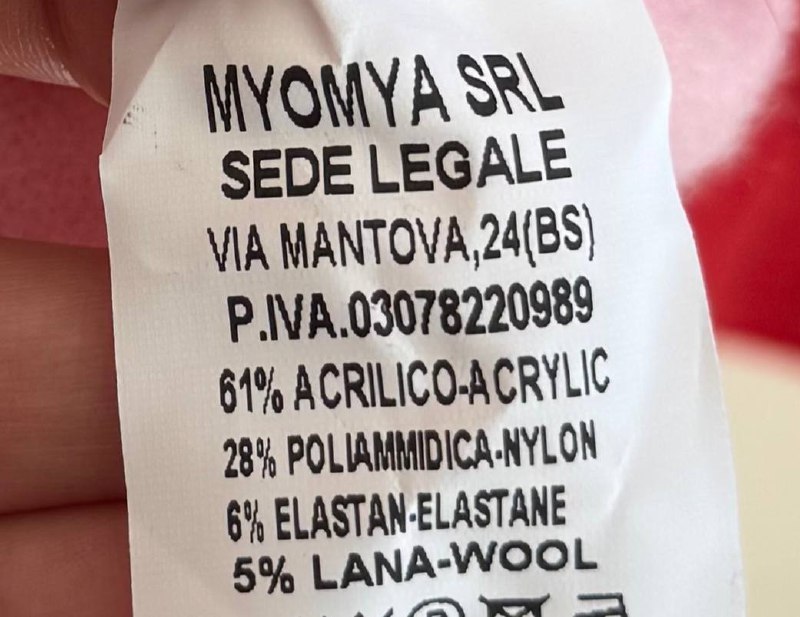 MYOMYA SRL
SEDE LEGALE
VIA MANTOVA,24(BS)
P.IVA.03078220989
61% ACRILICO-ACRYLIC
28% POLIAMMIDICA-NYLON
6% ELASTAN-ELASTANE
5% LANA-WOOL